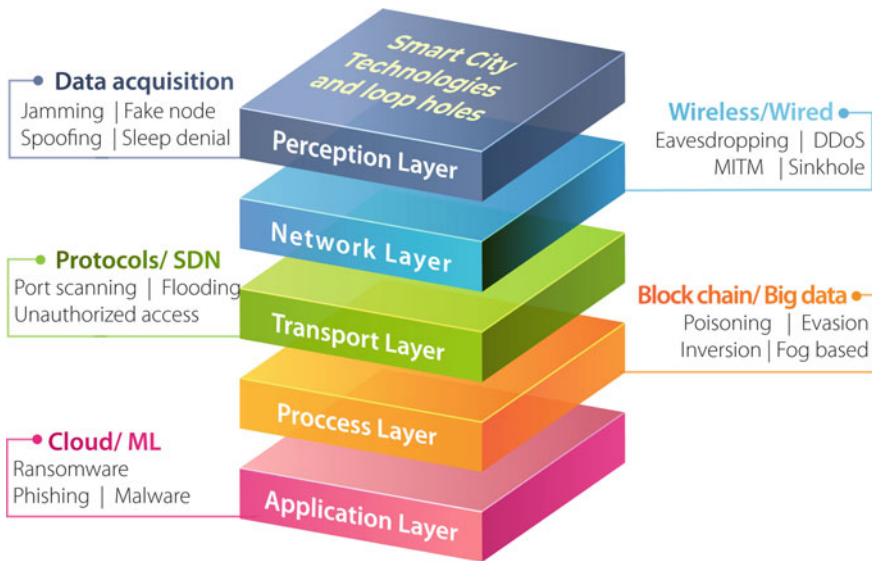 Smart City
Technologies
and loop holes
Data acquisition
Jamming | Fake node
Spoofing | Sleep denial
Perception Layer
Wireless/Wired
Eavesdropping | DDoS
MITM | Sinkhole
Network Layer
Protocols/ SDN
Port scanning | Flooding
Unauthorized access
Transport Layer
Block chain/ Big data
Poisoning | Evasion
Inversion | Fog based
Proccess Layer
Cloud/ ML
Ransomware
Phishing | Malware
Application Layer